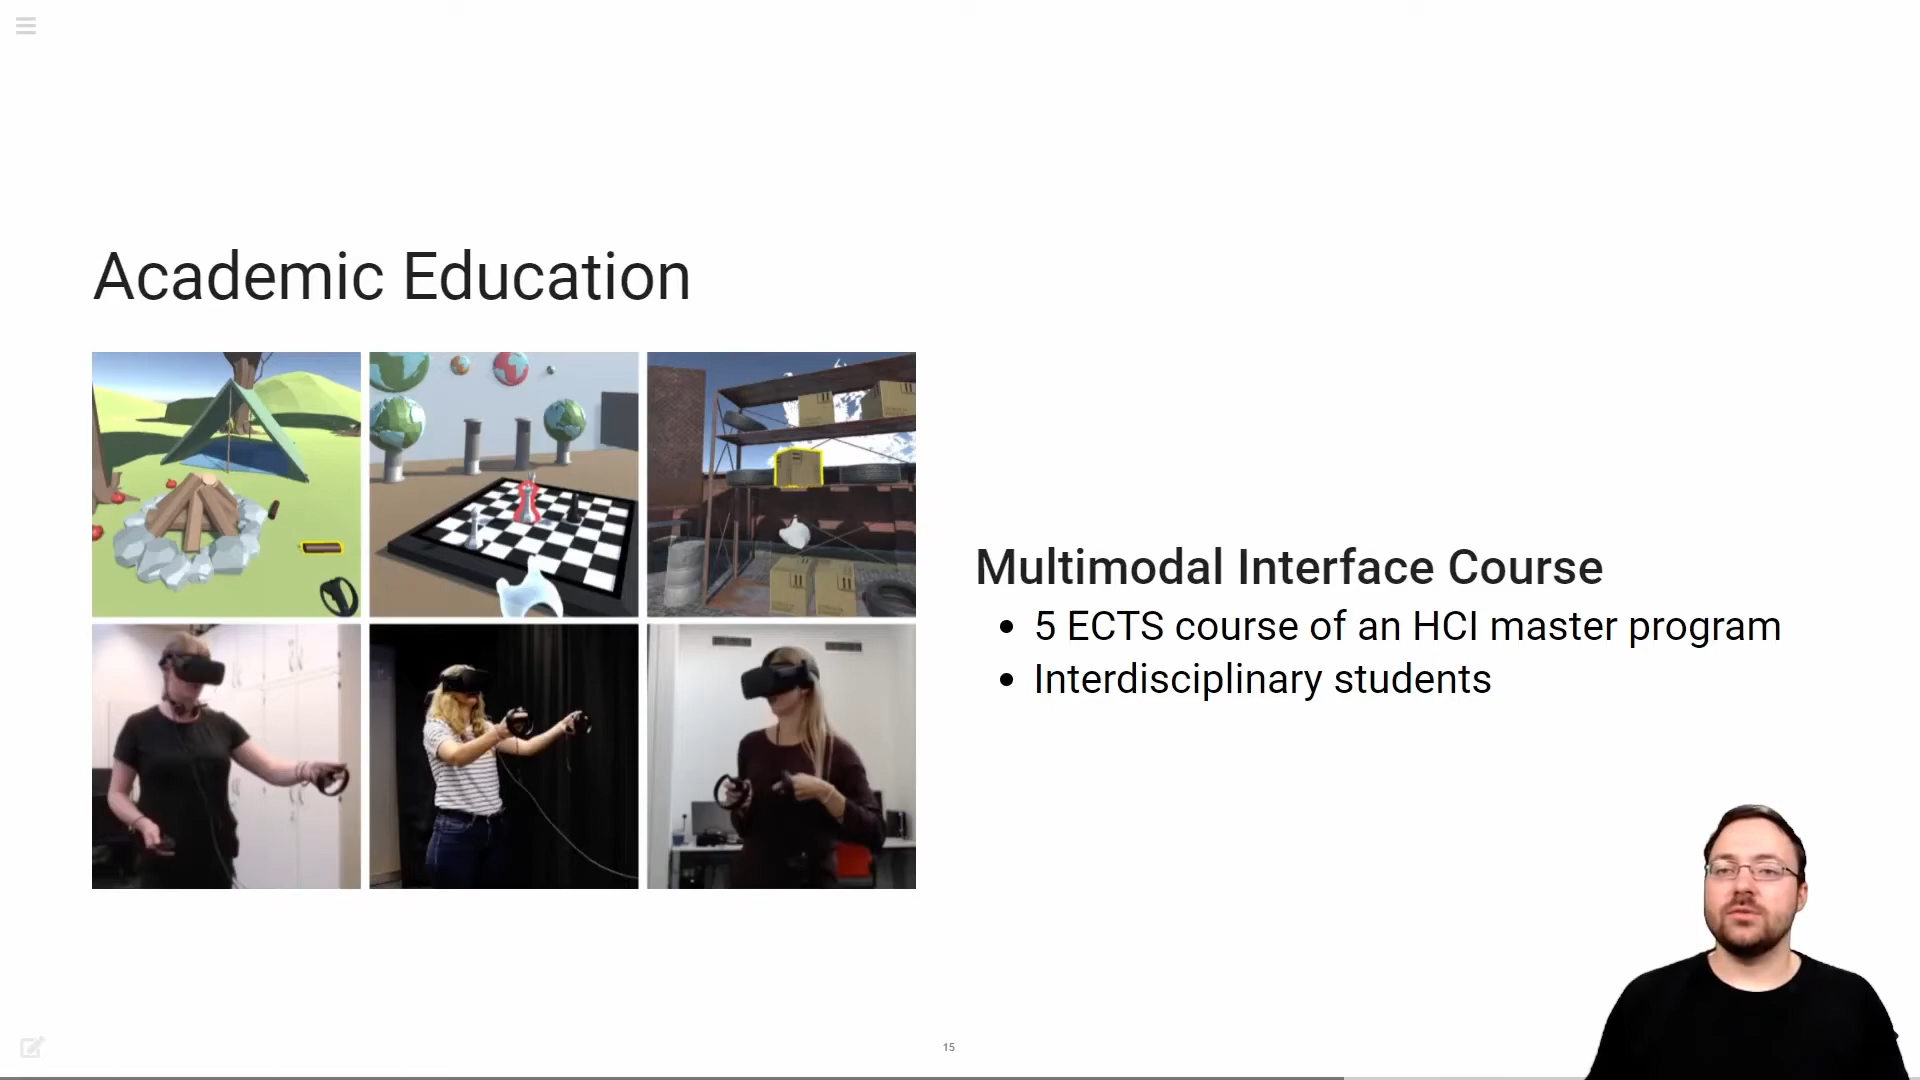 Academic Education
Multimodal Interface Course
5 ECTS course of an HCI master program
Interdisciplinary students
15